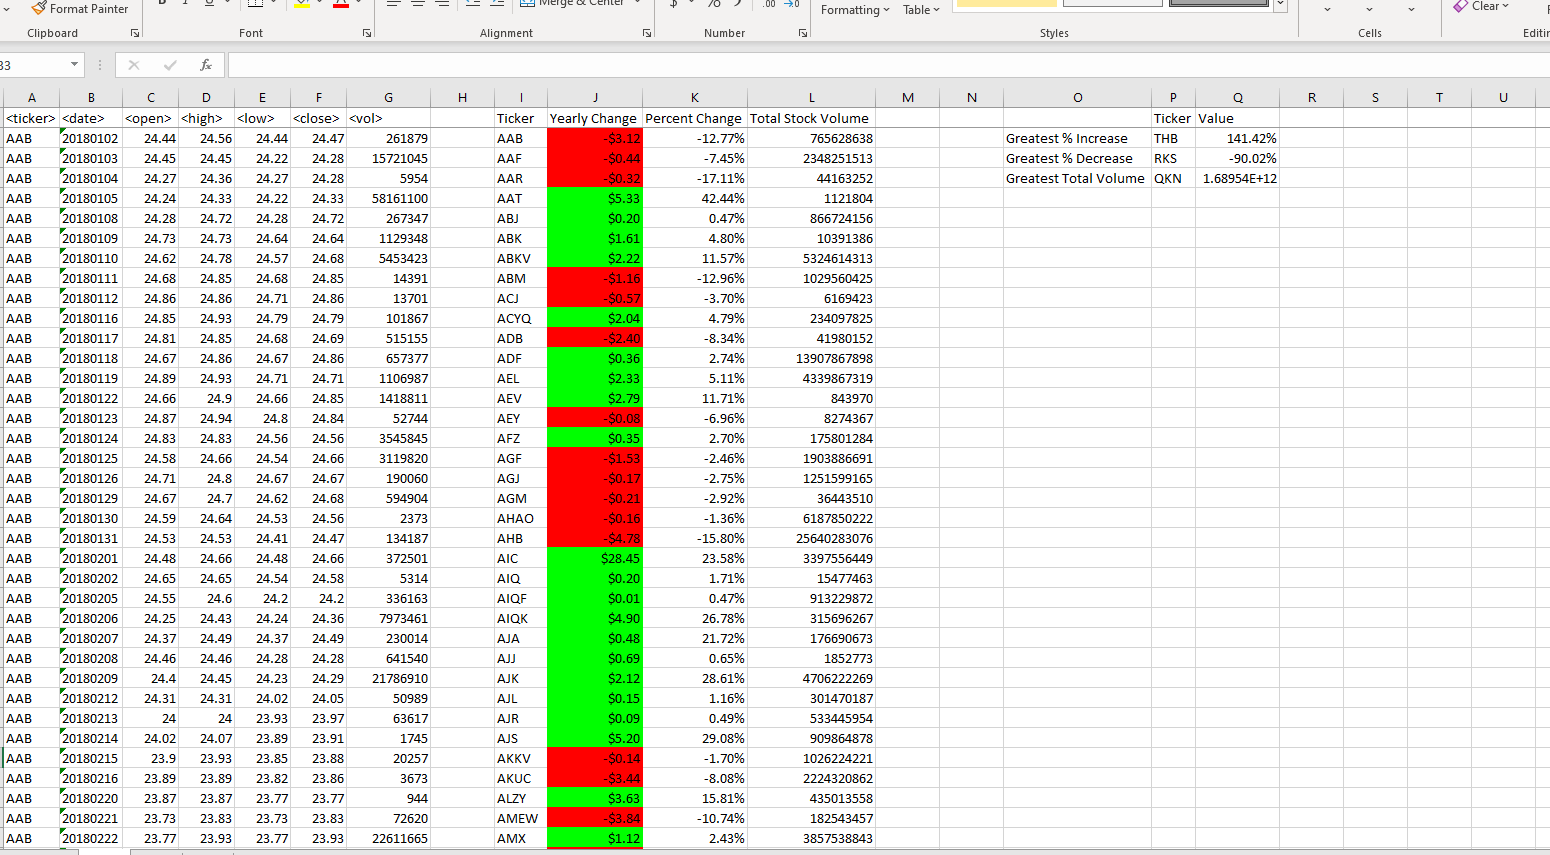 Format Painter Merge & Center $ % .00 →0 Formatting Table Clear
Clipboard Font Alignment Number Styles Cells
33 fx
A B C D E F G H I J K L M N O P Q R S T U
<ticker> <date> <open> <high> <low> <close> <vol> Ticker Yearly Change Percent Change Total Stock Volume Ticker Value
AAB 20180102 24.44 24.56 24.44 24.47 261879 AAB -$3.12 -12.77% 765628638 Greatest % Increase THB 141.42%
AAB 20180103 24.45 24.45 24.22 24.28 15721045 AAF -$0.44 -7.45% 2348251513 Greatest % Decrease RKS -90.02%
AAB 20180104 24.27 24.36 24.27 24.28 5954 AAR -$0.32 -17.11% 44163252 Greatest Total Volume QKN 1.68954E+12
AAB 20180105 24.24 24.33 24.22 24.33 58161100 AAT $5.33 42.44% 1121804
AAB 20180108 24.28 24.72 24.28 24.72 267347 ABJ $0.20 0.47% 866724156
AAB 20180109 24.73 24.73 24.64 24.64 1129348 ABK $1.61 4.80% 10391386
AAB 20180110 24.62 24.78 24.57 24.68 5453423 ABKV $2.22 11.57% 5324614313
AAB 20180111 24.68 24.85 24.68 24.85 14391 ABM -$1.16 -12.96% 1029560425
AAB 20180112 24.86 24.86 24.71 24.86 13701 ACJ -$0.57 -3.70% 6169423
AAB 20180116 24.85 24.93 24.79 24.79 101867 ACYQ $2.04 4.79% 234097825
AAB 20180117 24.81 24.85 24.68 24.69 515155 ADB -$2.40 -8.34% 41980152
AAB 20180118 24.67 24.86 24.67 24.86 657377 ADF $0.36 2.74% 13907867898
AAB 20180119 24.89 24.93 24.71 24.71 1106987 AEL $2.33 5.11% 4339867319
AAB 20180122 24.66 24.9 24.66 24.85 1418811 AEV $2.79 11.71% 843970
AAB 20180123 24.87 24.94 24.8 24.84 52744 AEY -$0.08 -6.96% 8274367
AAB 20180124 24.83 24.83 24.56 24.56 3545845 AFZ $0.35 2.70% 175801284
AAB 20180125 24.58 24.66 24.54 24.66 3119820 AGF -$1.53 -2.46% 1903886691
AAB 20180126 24.71 24.8 24.67 24.67 190060 AGJ -$0.17 -2.75% 1251599165
AAB 20180129 24.67 24.7 24.62 24.68 594904 AGM -$0.21 -2.92% 36443510
AAB 20180130 24.59 24.64 24.53 24.56 2373 AHAO -$0.16 -1.36% 6187850222
AAB 20180131 24.53 24.53 24.41 24.47 134187 AHB -$4.78 -15.80% 25640283076
AAB 20180201 24.48 24.66 24.48 24.66 372501 AIC $28.45 23.58% 3397556449
AAB 20180202 24.65 24.65 24.54 24.58 5314 AIQ $0.20 1.71% 15477463
AAB 20180205 24.55 24.6 24.2 24.2 336163 AIQF $0.01 0.47% 913229872
AAB 20180206 24.25 24.43 24.24 24.36 7973461 AIQK $4.90 26.78% 315696267
AAB 20180207 24.37 24.49 24.37 24.49 230014 AJA $0.48 21.72% 176690673
AAB 20180208 24.46 24.46 24.28 24.28 641540 AJJ $0.69 0.65% 1852773
AAB 20180209 24.4 24.45 24.23 24.29 21786910 AJK $2.12 28.61% 4706222269
AAB 20180212 24.31 24.31 24.02 24.05 50989 AJL $0.15 1.16% 301470187
AAB 20180213 24 24 23.93 23.97 63617 AJR $0.09 0.49% 533445954
AAB 20180214 24.02 24.07 23.89 23.91 1745 AJS $5.20 29.08% 909864878
AAB 20180215 23.9 23.93 23.85 23.88 20257 AKKV -$0.14 -1.70% 1026224221
AAB 20180216 23.89 23.89 23.82 23.86 3673 AKUC -$3.44 -8.08% 2224320862
AAB 20180220 23.87 23.87 23.77 23.77 944 ALZY $3.63 15.81% 435013558
AAB 20180221 23.73 23.83 23.73 23.83 72620 AMEW -$3.84 -10.74% 182543457
AAB 20180222 23.77 23.93 23.77 23.93 22611665 AMX $1.12 2.43% 3857538843